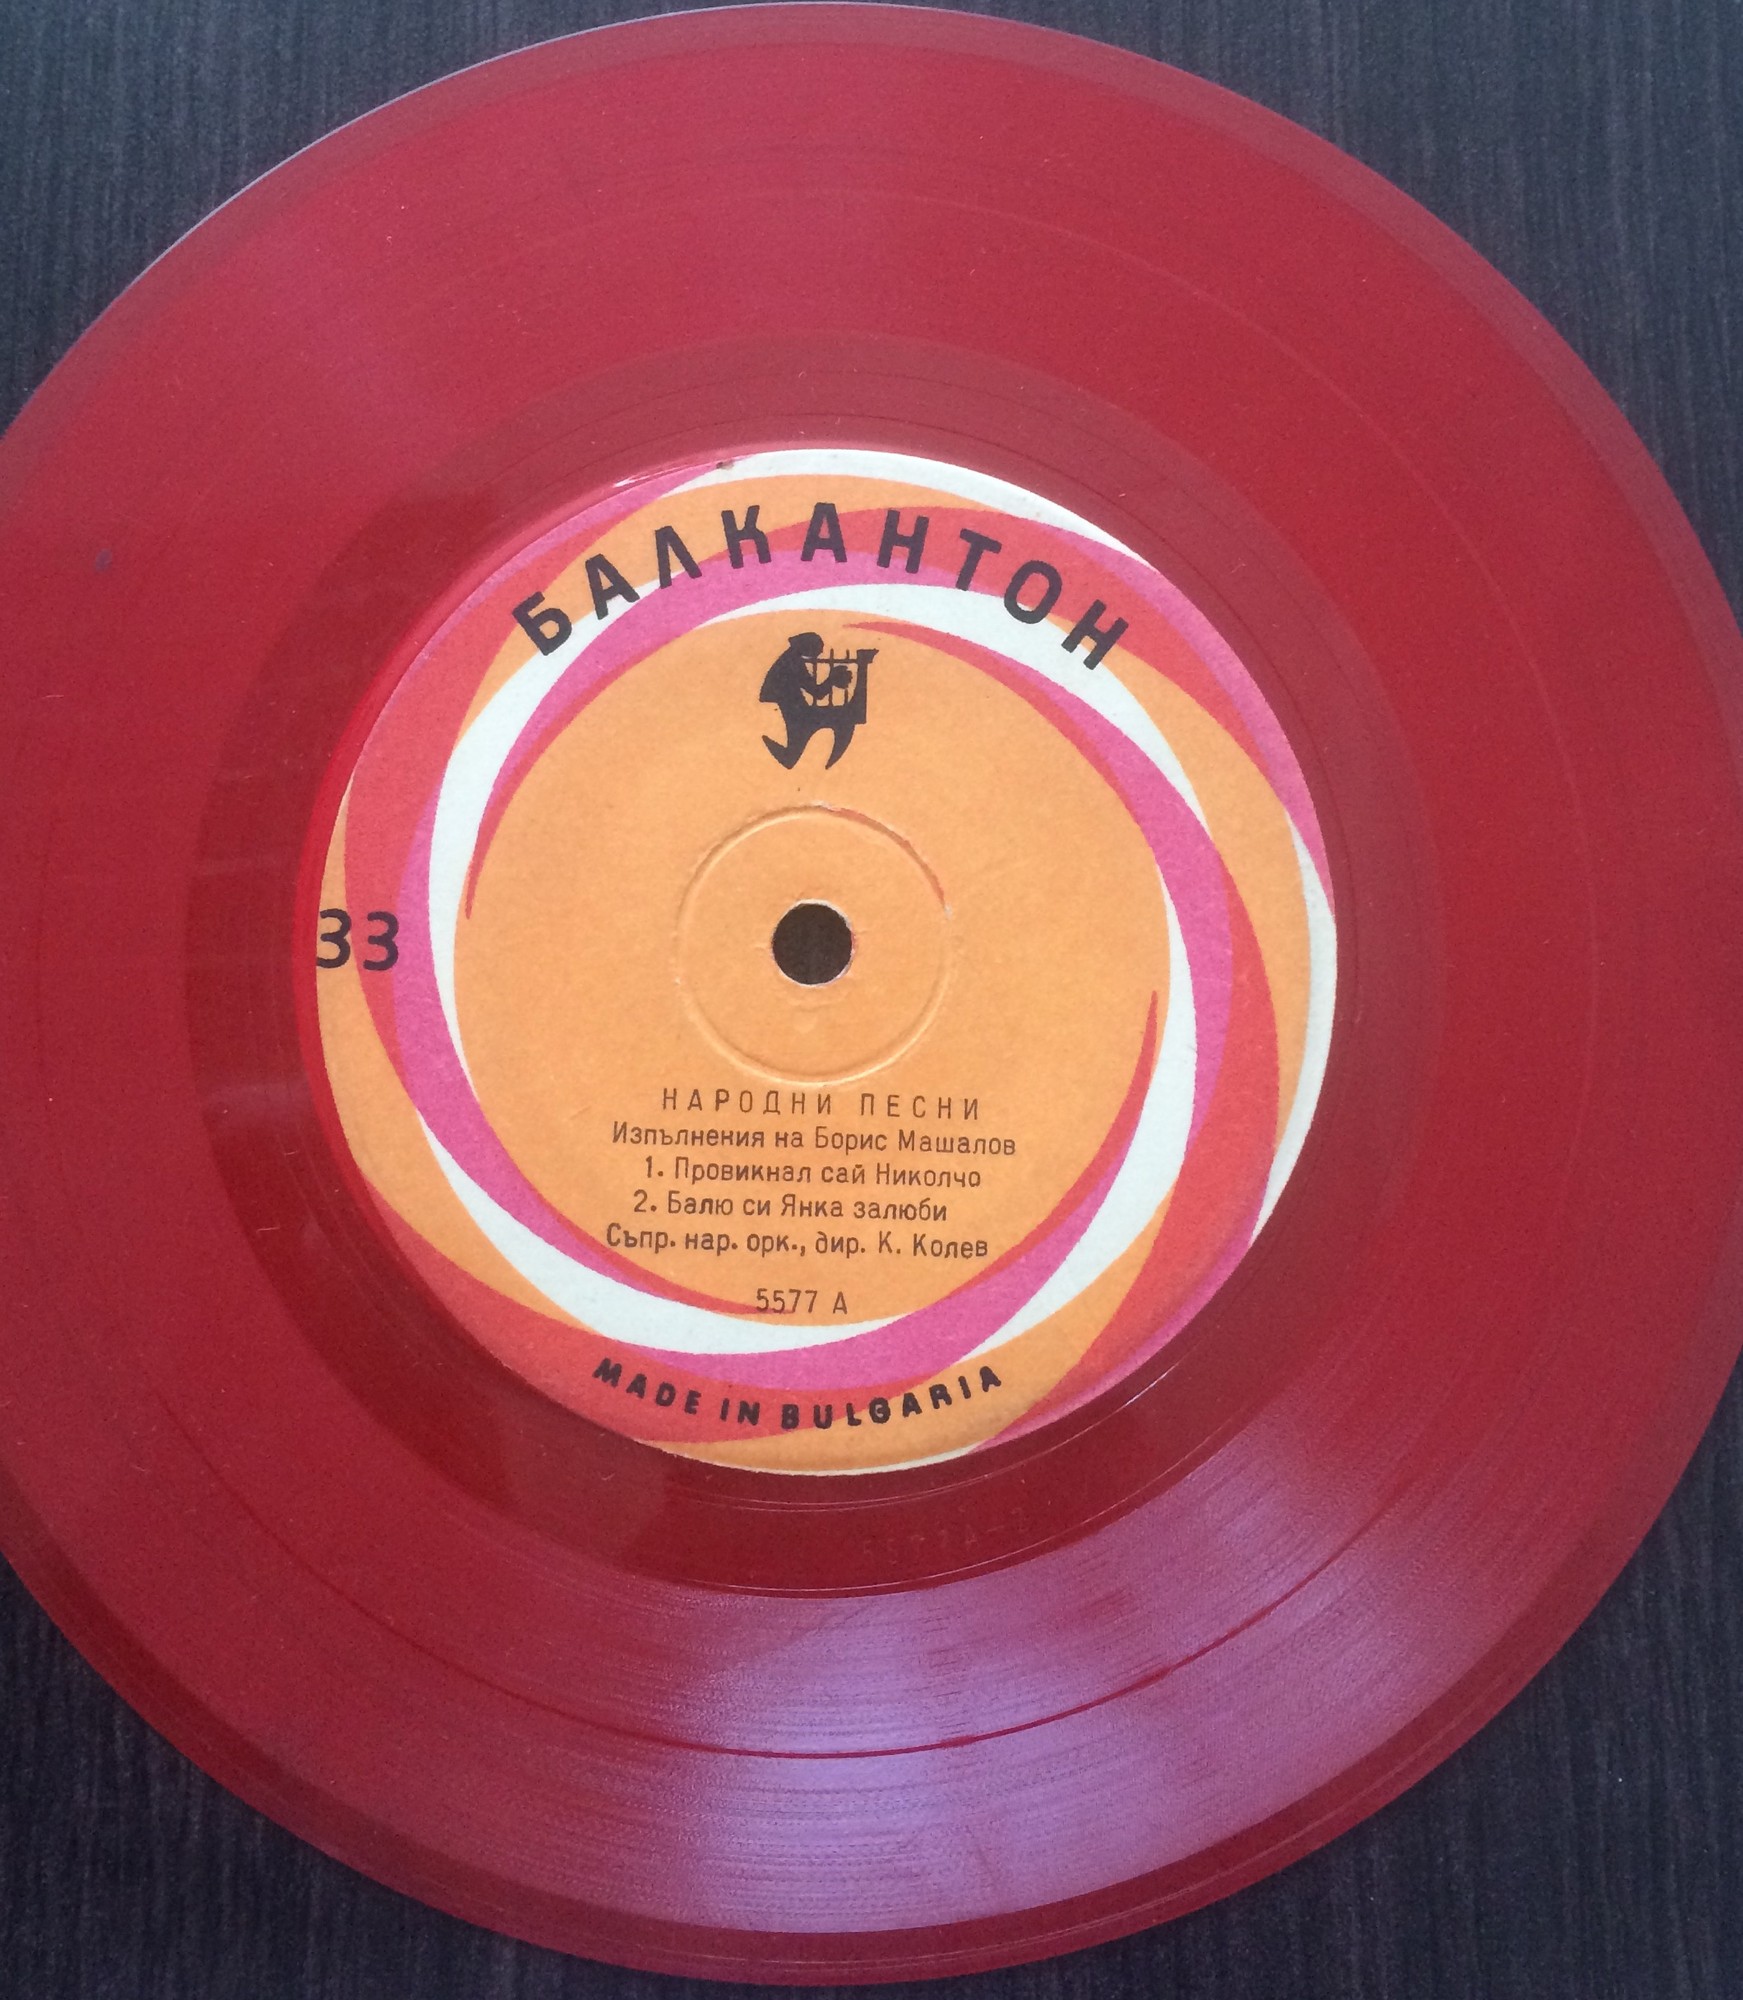 БАЛКАНТОН
33
НАРОДНИ ПЕСНИ
Изпълнения на Борис Машалов
1. Провикнал сай Николчо
2. Балю си Янка залюби
Съпр. нар. орк., дир. К. Колев
5577 А
MADE IN BULGARIA